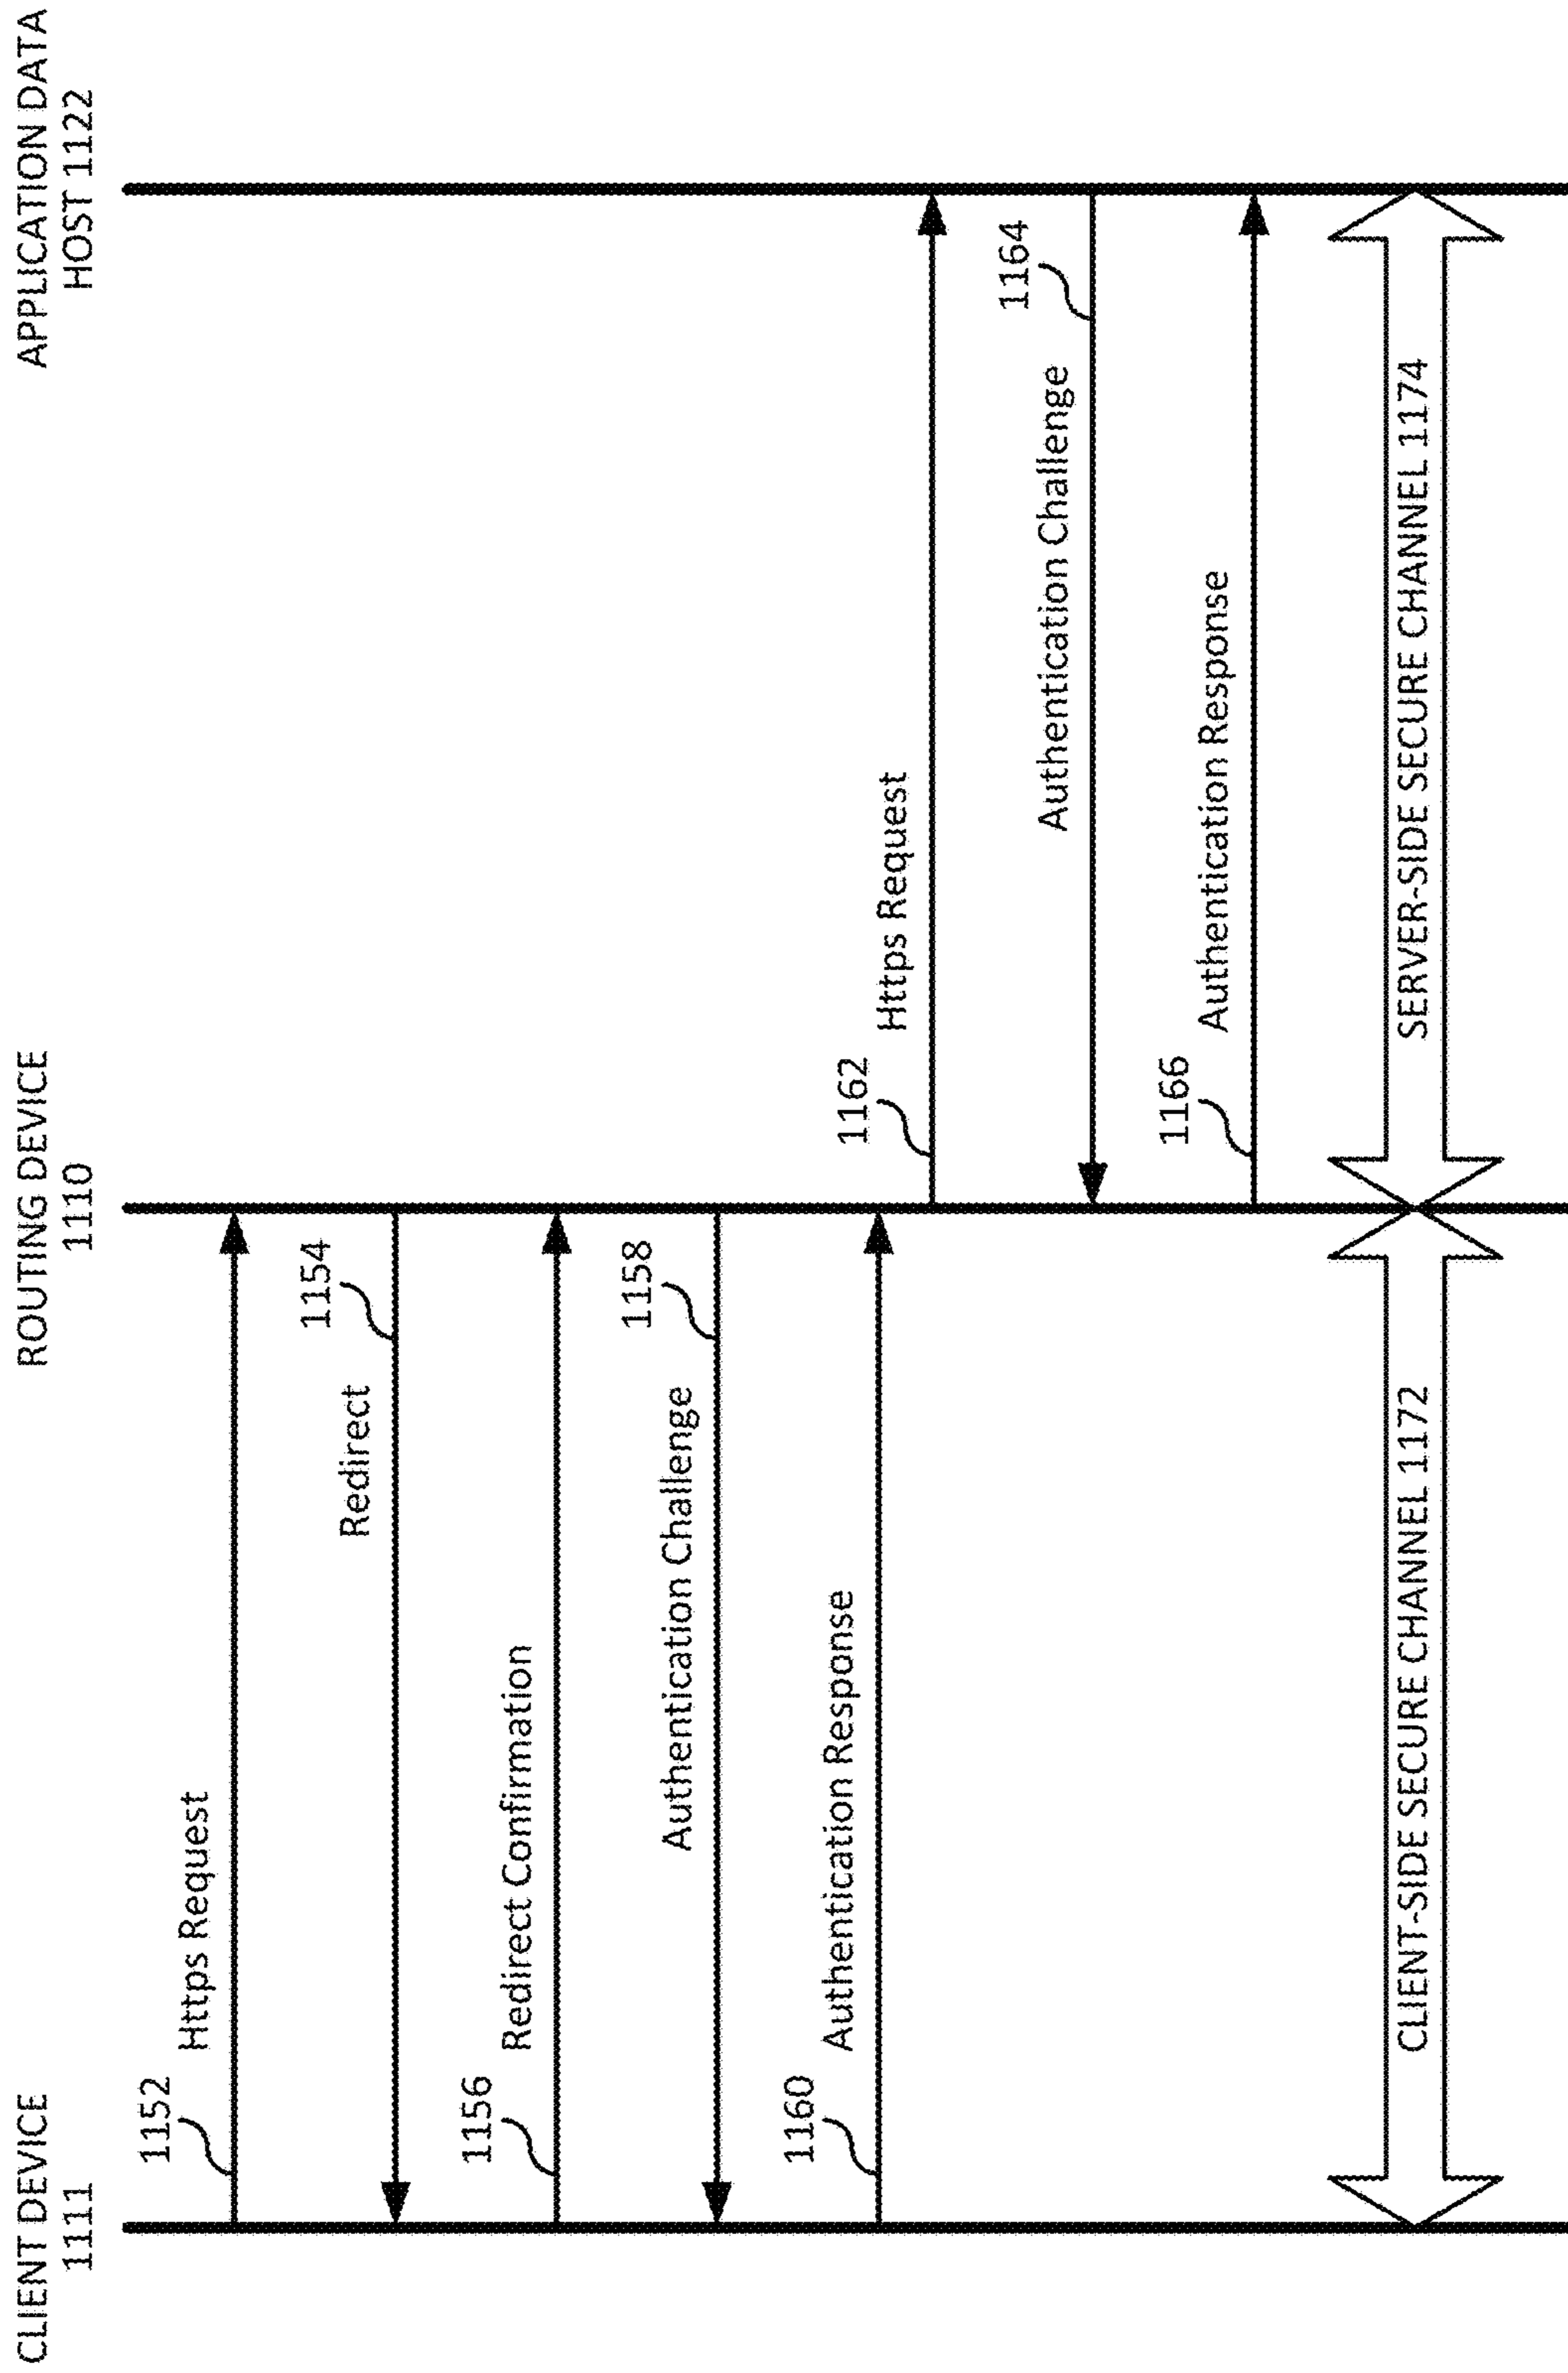 CLIENT DEVICE
1111
ROUTING DEVICE
1110
APPLICATION DATA
HOST 1122
1152
Https Request
1154
Redirect
1156
Redirect Confirmation
1158
Authentication Challenge
1160
Authentication Response
1162
Https Request
1164
Authentication Challenge
1166
Authentication Response
CLIENT-SIDE SECURE CHANNEL 1172
SERVER-SIDE SECURE CHANNEL 1174